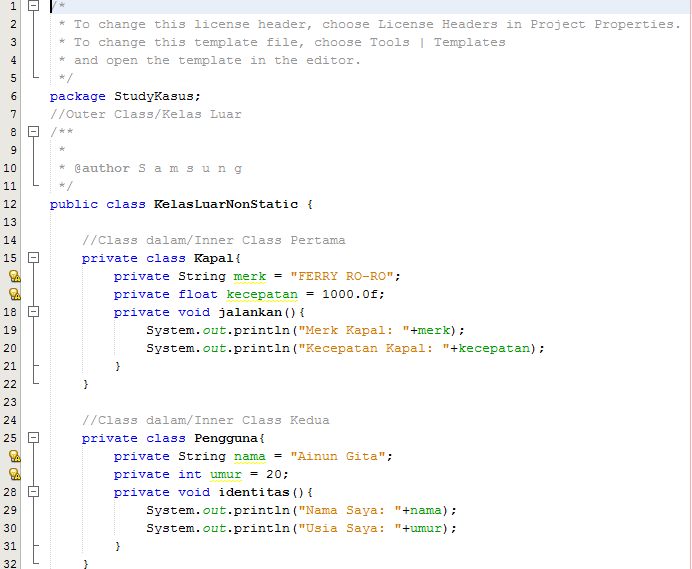 1 /*
2  * To change this license header, choose License Headers in Project Properties.
3  * To change this template file, choose Tools | Templates
4  * and open the template in the editor.
5  */
6 package StudyKasus;
7 //Outer Class/Kelas Luar
8 /**
9  *
10  * @author S a m s u n g
11  */
12 public class KelasLuarNonStatic {
13
14     //Class dalam/Inner Class Pertama
15     private class Kapal{
        private String merk = "FERRY RO-RO";
        private float kecepatan = 1000.0f;
18         private void jalankan(){
19             System.out.println("Merk Kapal: "+merk);
20             System.out.println("Kecepatan Kapal: "+kecepatan);
21         }
22     }
23
24     //Class dalam/Inner Class Kedua
25     private class Pengguna{
        private String nama = "Ainun Gita";
        private int umur = 20;
28         private void identitas(){
29             System.out.println("Nama Saya: "+nama);
30             System.out.println("Usia Saya: "+umur);
31         }
32     }